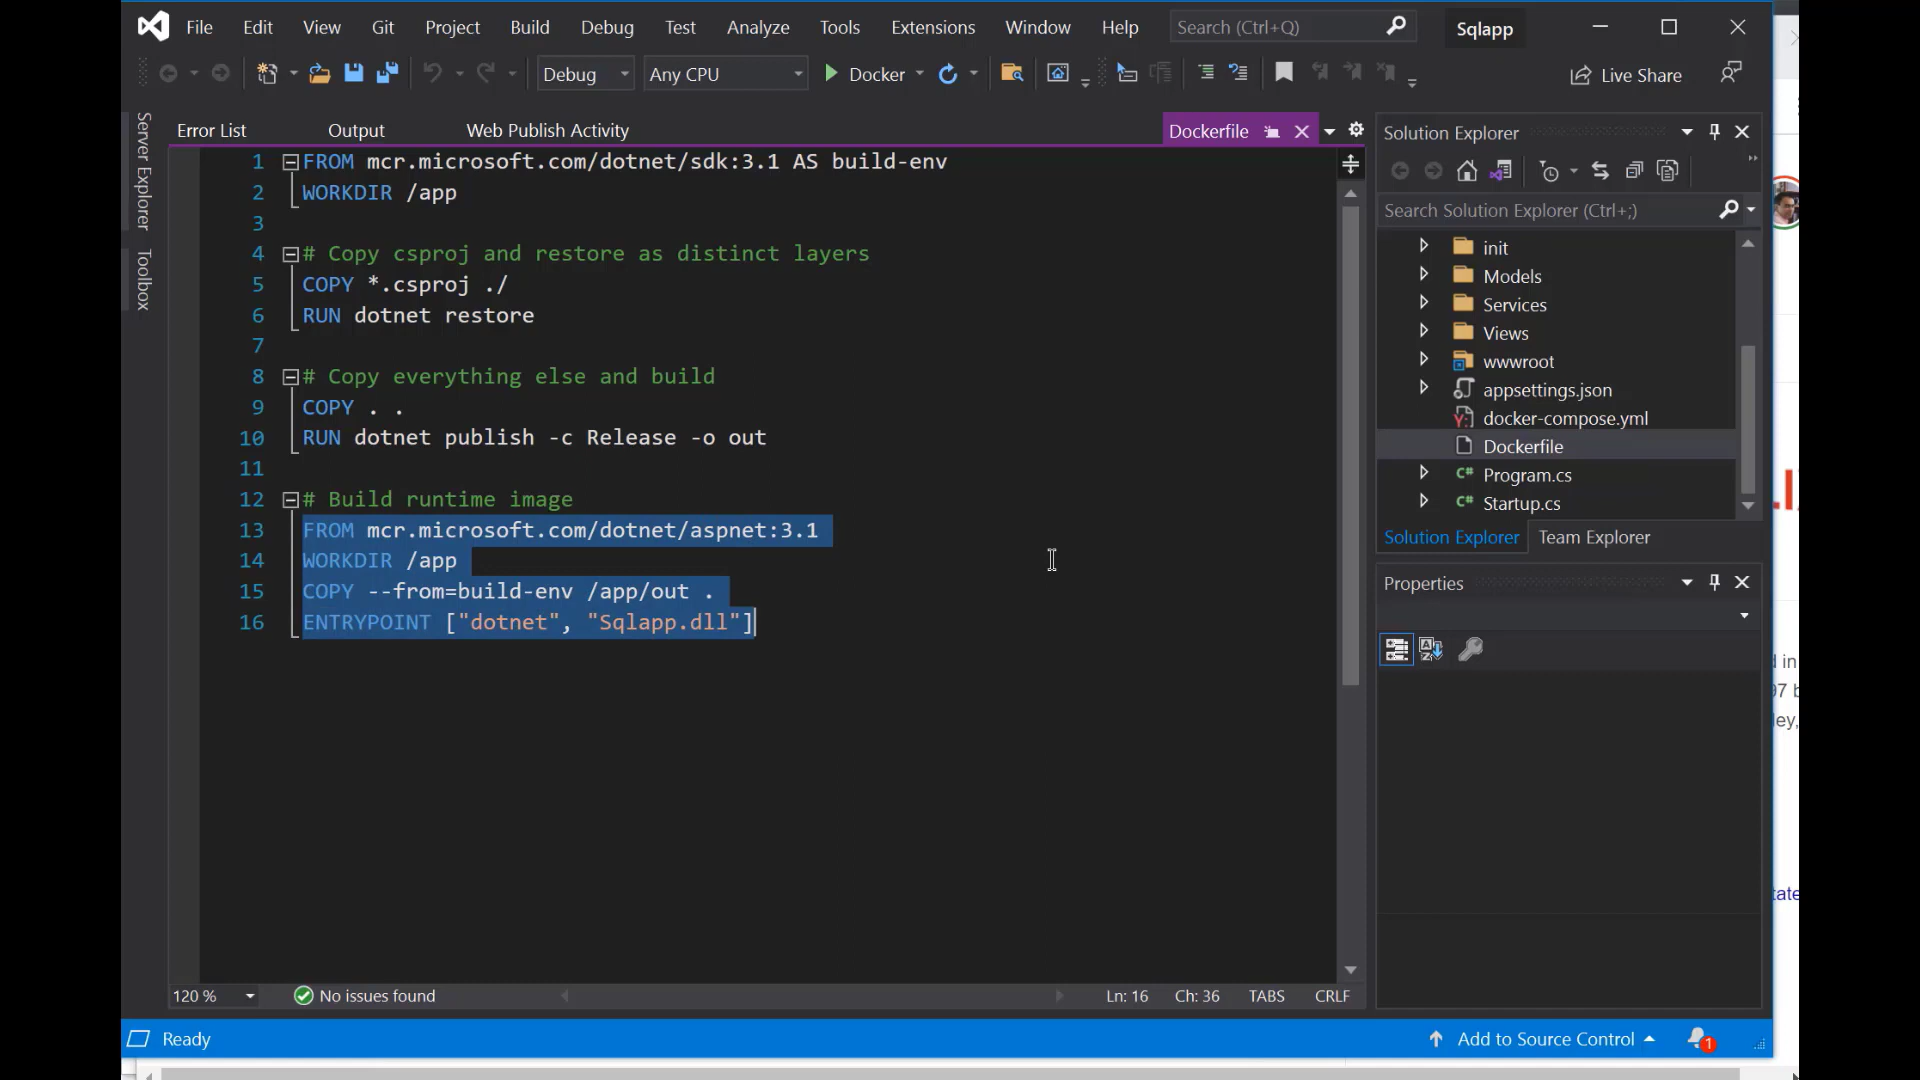 File Edit View Git Project Build Debug Test Analyze Tools Extensions Window Help Search (Ctrl+Q) Sqlapp
Debug Any CPU Docker Live Share
Server Explorer
Toolbox
Error List Output Web Publish Activity Dockerfile
1 FROM mcr.microsoft.com/dotnet/sdk:3.1 AS build-env
2 WORKDIR /app
3
4 # Copy csproj and restore as distinct layers
5 COPY *.csproj ./
6 RUN dotnet restore
7
8 # Copy everything else and build
9 COPY . .
10 RUN dotnet publish -c Release -o out
11
12 # Build runtime image
13 FROM mcr.microsoft.com/dotnet/aspnet:3.1
14 WORKDIR /app
15 COPY --from=build-env /app/out .
16 ENTRYPOINT ["dotnet", "Sqlapp.dll"]
Solution Explorer
Search Solution Explorer (Ctrl+;)
init
Models
Services
Views
wwwroot
appsettings.json
docker-compose.yml
Dockerfile
C# Program.cs
C# Startup.cs
Solution Explorer Team Explorer
Properties
120 % No issues found Ln: 16 Ch: 36 TABS CRLF
Ready Add to Source Control 1